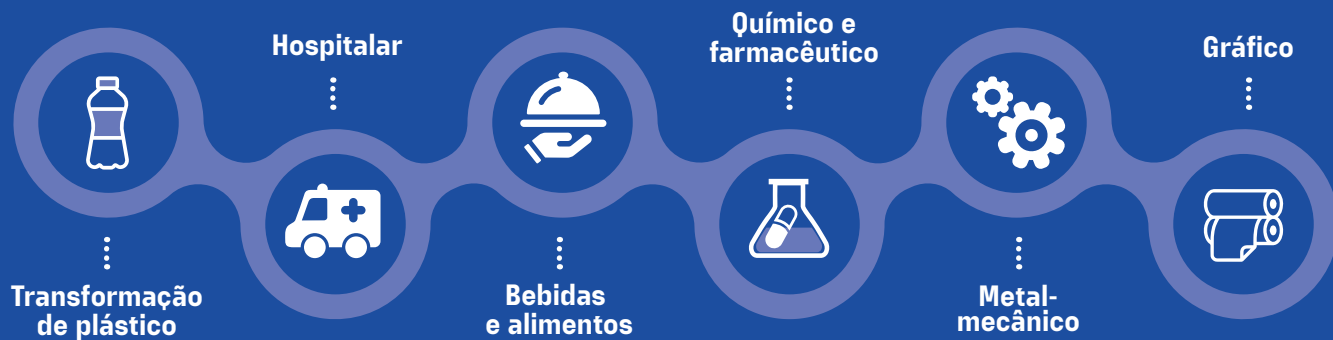 Transformação
de plástico
Hospitalar
Bebidas
e alimentos
Químico e
farmacêutico
Metal-
mecânico
Gráfico